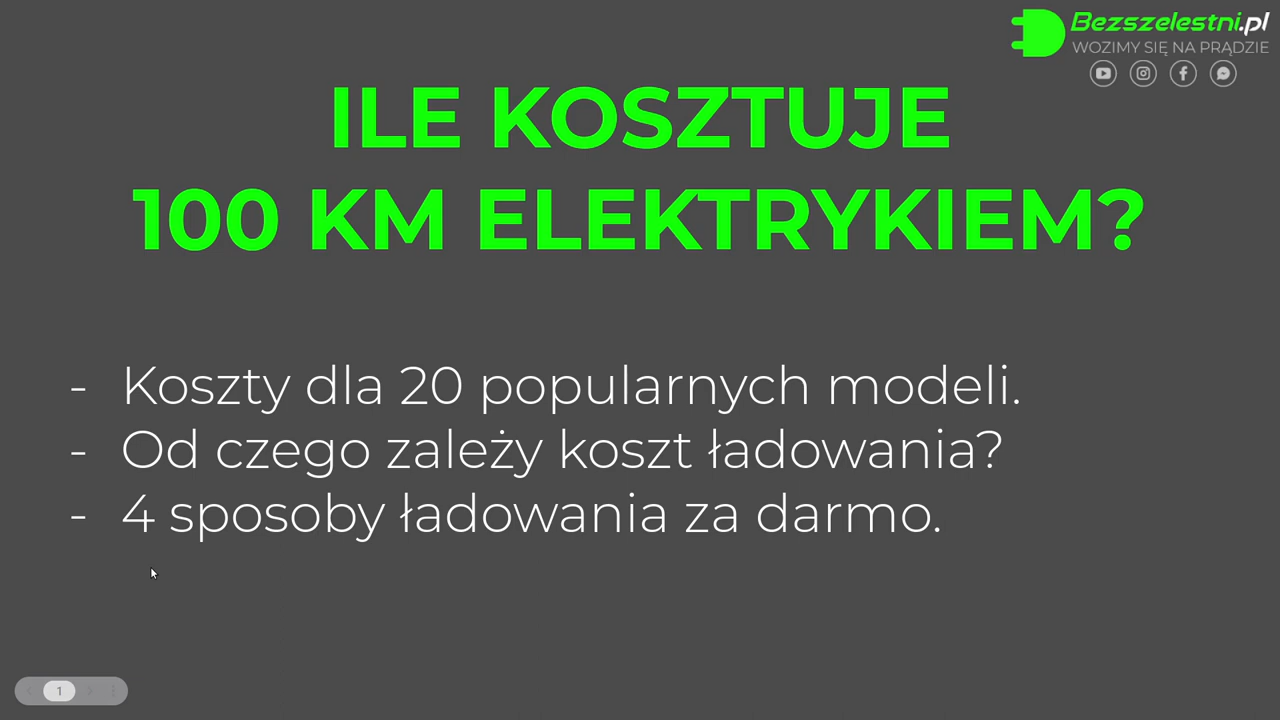 Bezszelestni.pl
WOZIMY SIĘ NA PRĄDZIE
ILE KOSZTUJE
100 KM ELEKTRYKIEM?
- Koszty dla 20 popularnych modeli.
- Od czego zależy koszt ładowania?
- 4 sposoby ładowania za darmo.
1